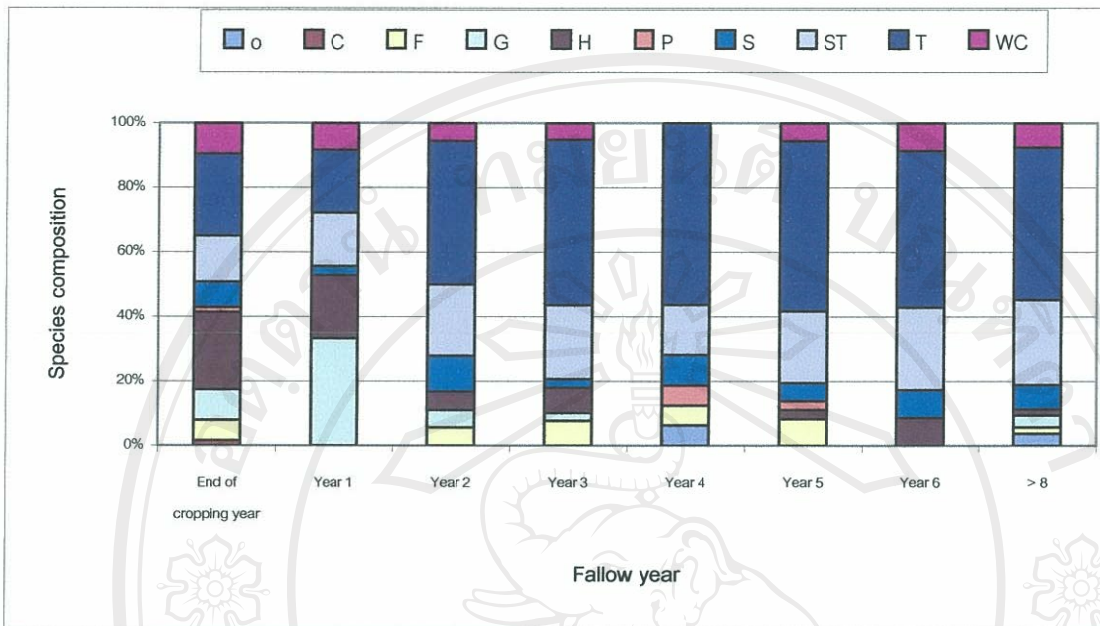 o C F G H P S ST T WC
100%
80%
60%
40%
20%
0%
Species composition
End of cropping year
Year 1
Year 2
Year 3
Year 4
Year 5
Year 6
> 8
Fallow year